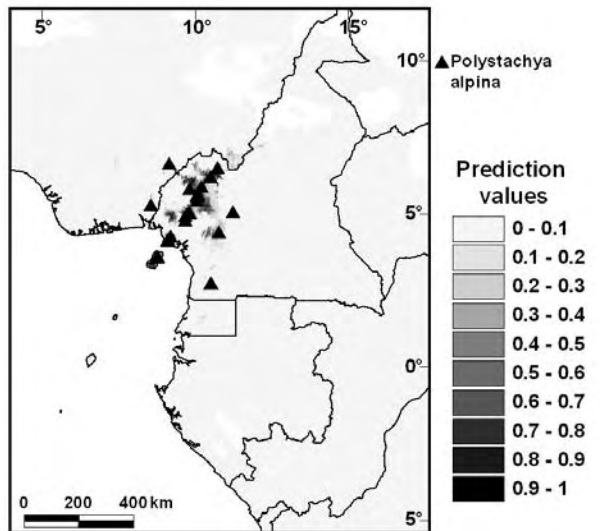 5° 10° 15°
10°
▲ Polystachya
alpina
Prediction
values
0 - 0.1
0.1 - 0.2
0.2 - 0.3
0.3 - 0.4
0.4 - 0.5
0.5 - 0.6
0.6 - 0.7
0.7 - 0.8
0.8 - 0.9
0.9 - 1
5°
0°
5°
0 200 400 km